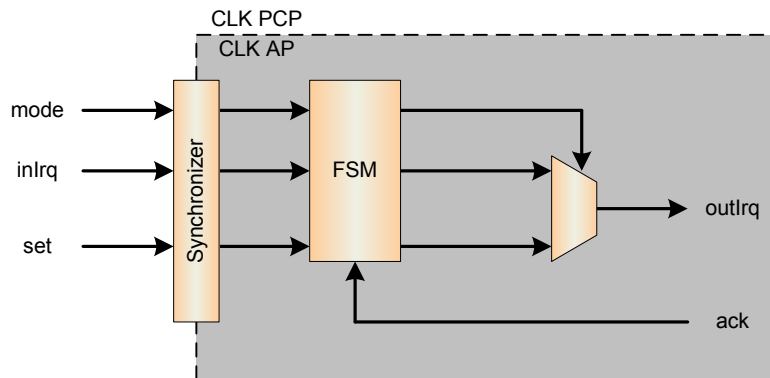 CLK PCP
CLK AP
mode
inIrq
set
Synchronizer
FSM
outIrq
ack